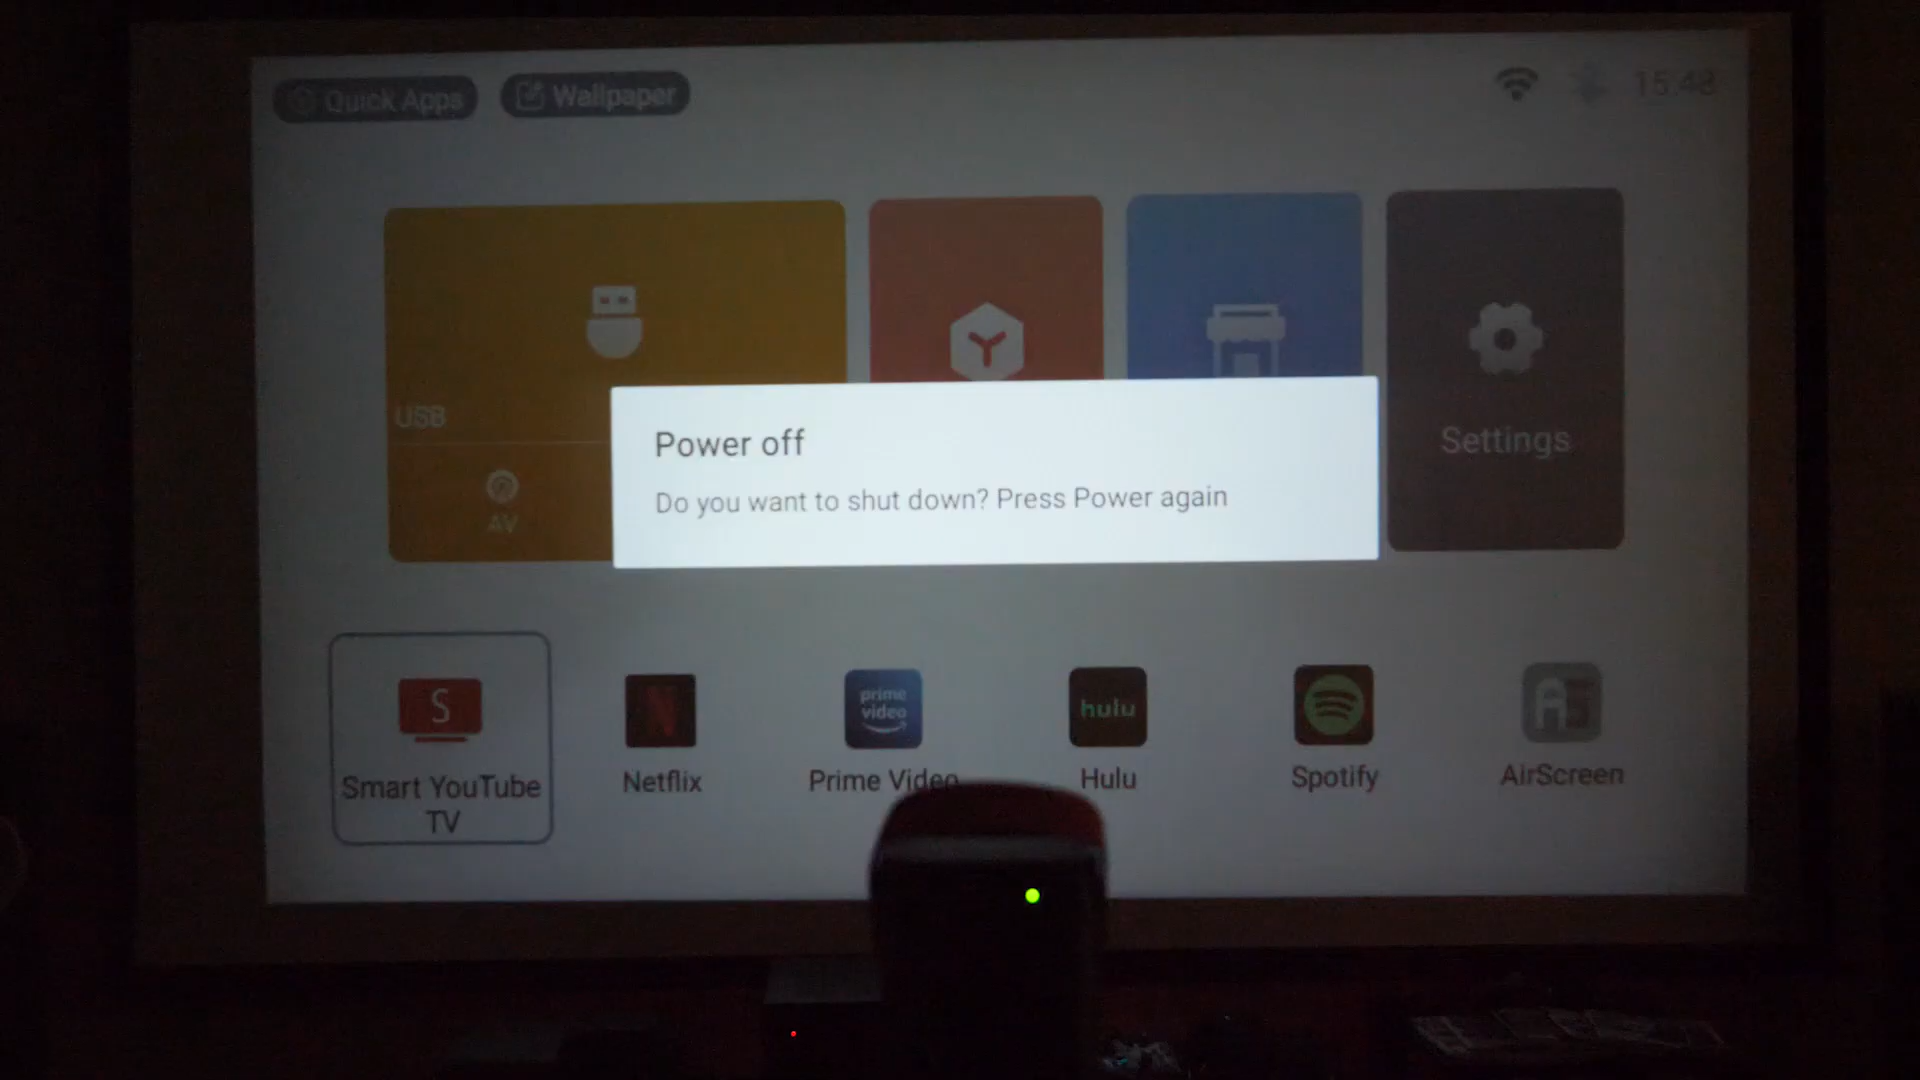 Quick Apps
Wallpaper
15:48
USB
AV
Settings
Power off
Do you want to shut down? Press Power again
S
Smart YouTube
TV
N
Netflix
prime
video
Prime Video
hulu
Hulu
Spotify
AS
AirScreen